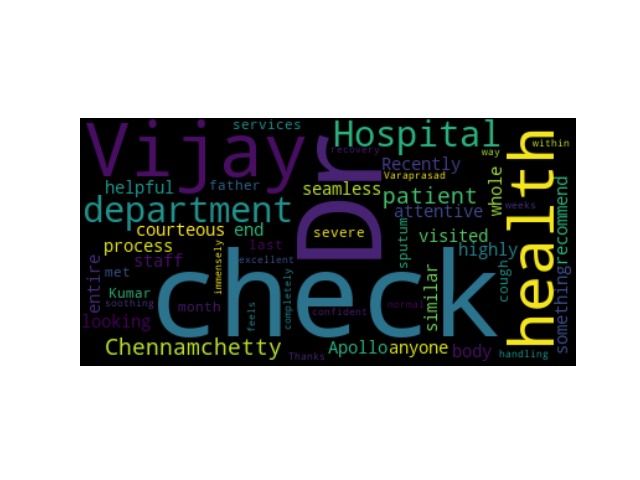 services
Vijay
Hospital
health
within
way
recovery
Recently
Varaprasad
Dr
helpful
father
seamless
patient
whole
recommend
department
attentive
weeks
courteous
end
severe
visited
sputum
highly
process
last
staff
immensely
excellent
met
entire
check
completely
cough
something
similar
Kumar
soothing
month
feels
confident
normal
looking
Chennamchetty
Thanks
Apollo
anyone
body
handling